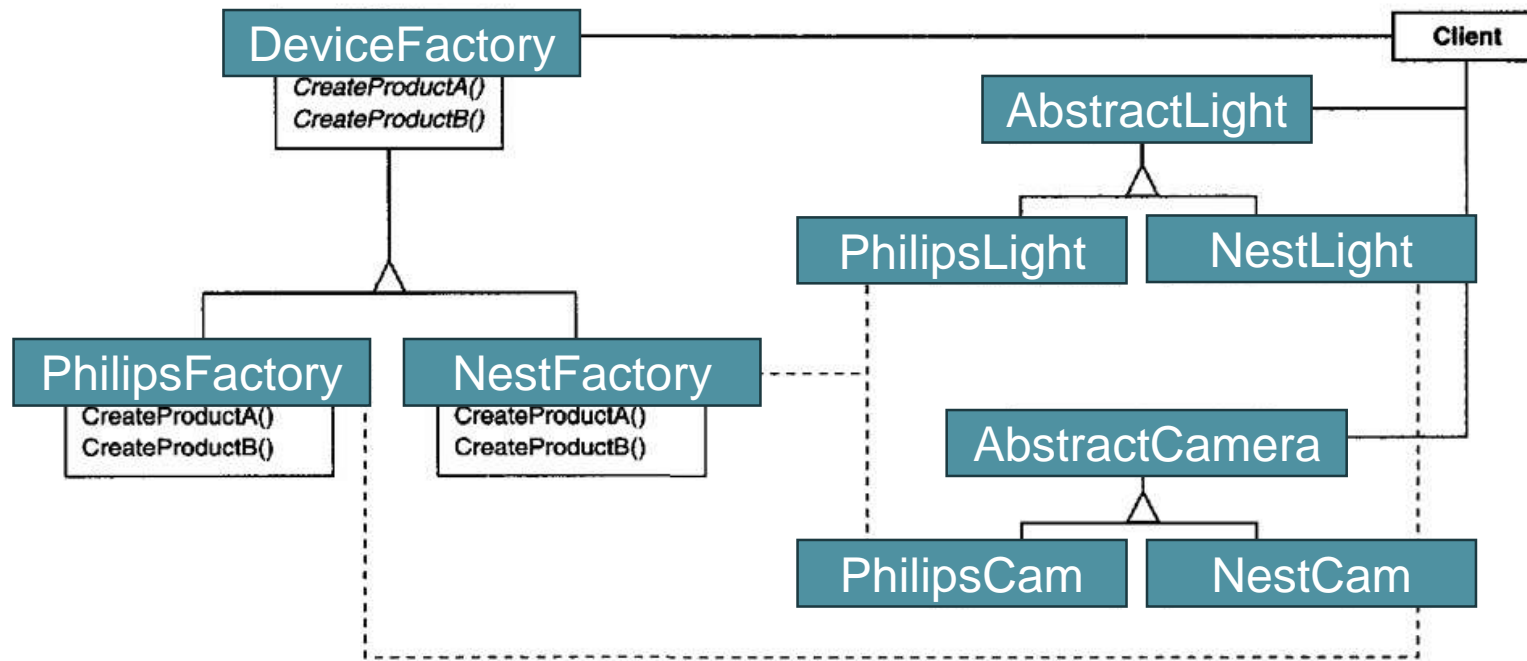 DeviceFactory
CreateProductA()
CreateProductB()
Client
AbstractLight
PhilipsLight
NestLight
PhilipsFactory
CreateProductA()
CreateProductB()
NestFactory
CreateProductA()
CreateProductB()
AbstractCamera
PhilipsCam
NestCam